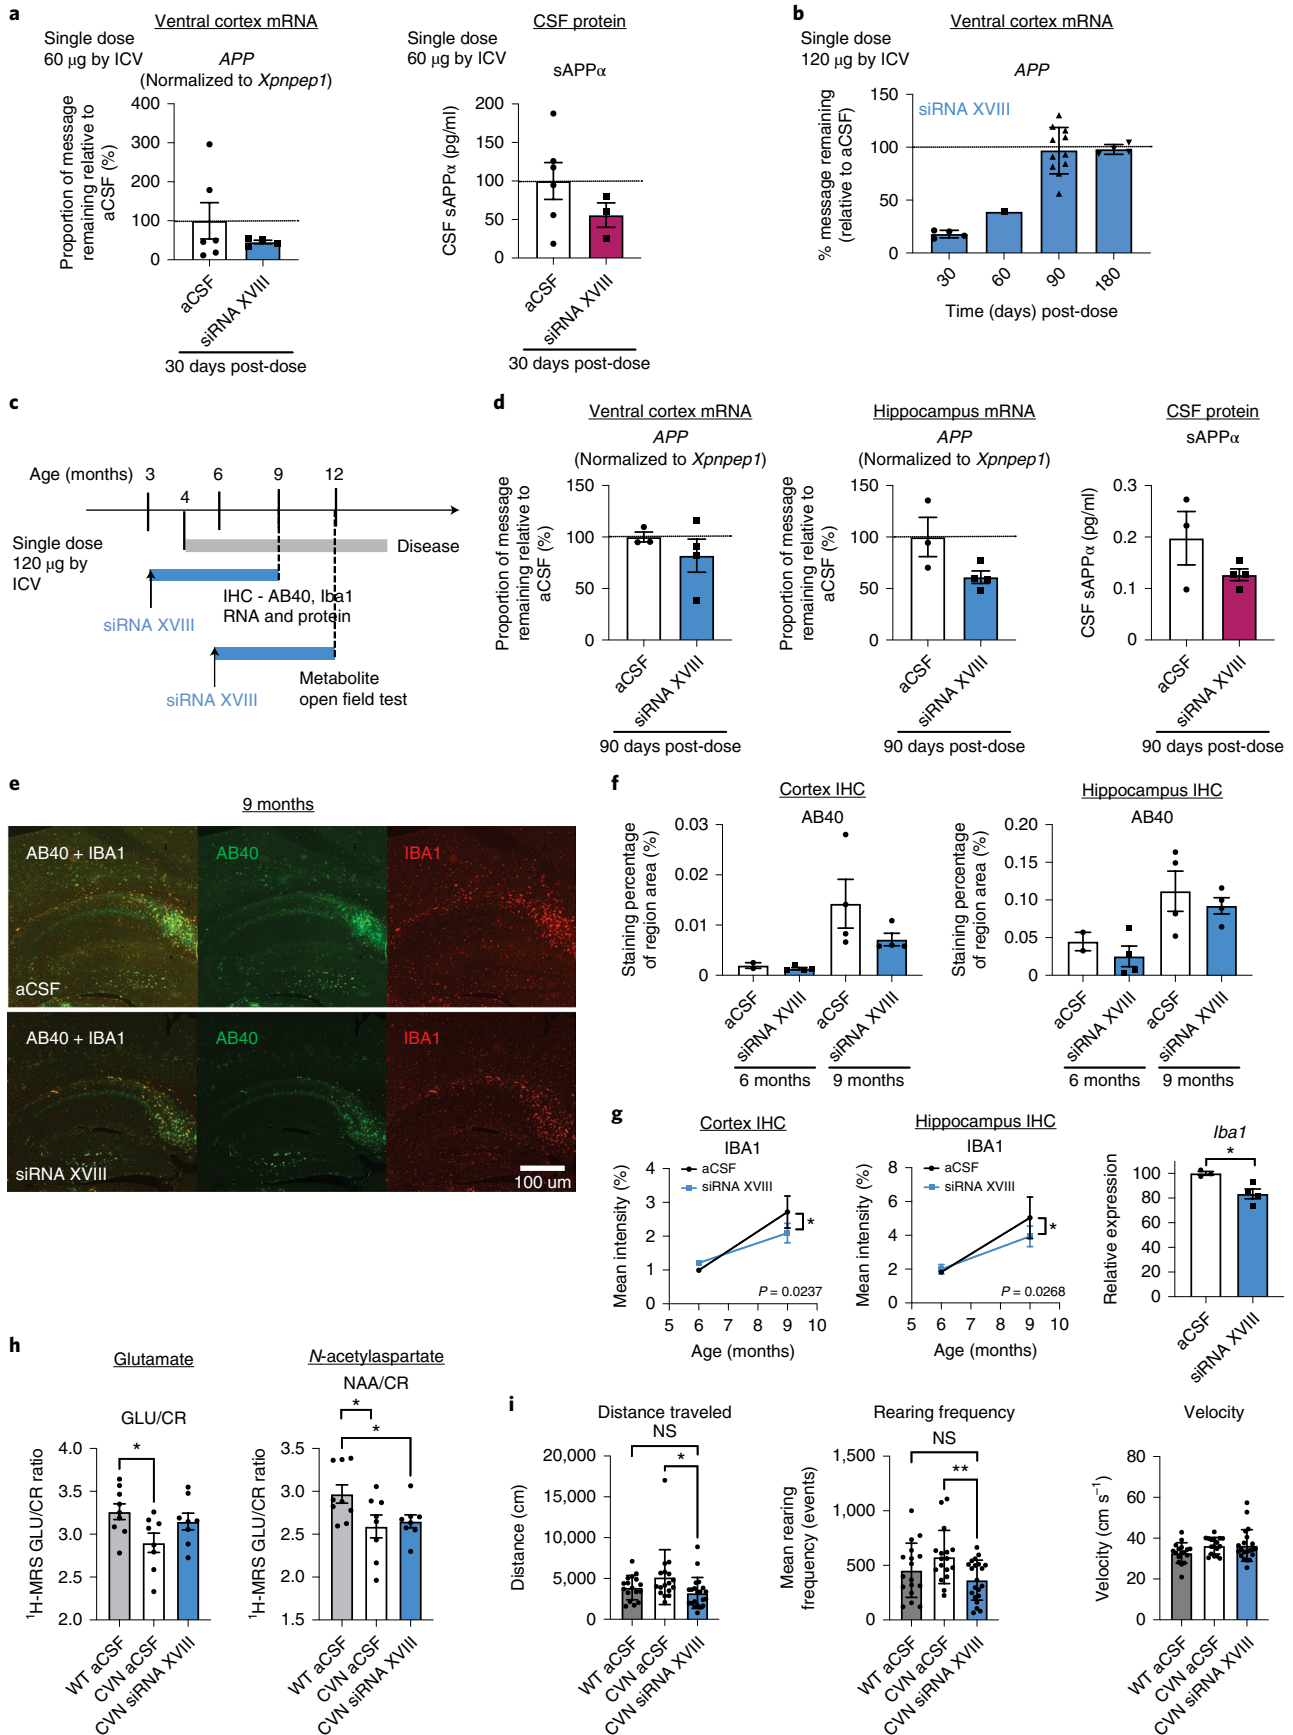 a
Ventral cortex mRNA
Single dose
60 µg by ICV
APP
(Normalized to Xpnpep1)
Proportion of message
remaining relative to
aCSF (%)
400
300
200
100
0
aCSF
siRNA XVIII
30 days post-dose
CSF protein
Single dose
60 µg by ICV
sAPPα
CSF sAPPα (pg/ml)
200
150
100
50
0
aCSF
siRNA XVIII
30 days post-dose
b
Ventral cortex mRNA
Single dose
120 µg by ICV
APP
siRNA XVIII
% message remaining
(relative to aCSF)
150
100
50
0
30
60
90
180
Time (days) post-dose
c
Age (months)
3
4
6
9
12
Single dose
120 µg by
ICV
Disease
IHC - AB40, Iba1
RNA and protein
siRNA XVIII
Metabolite
open field test
siRNA XVIII
d
Ventral cortex mRNA
APP
(Normalized to Xpnpep1)
Proportion of message
remaining relative to
aCSF (%)
150
100
50
0
aCSF
siRNA XVIII
90 days post-dose
Hippocampus mRNA
APP
(Normalized to Xpnpep1)
Proportion of message
remaining relative to
aCSF (%)
150
100
50
0
aCSF
siRNA XVIII
90 days post-dose
CSF protein
sAPPα
CSF sAPPα (pg/ml)
0.3
0.2
0.1
0
aCSF
siRNA XVIII
90 days post-dose
e
9 months
AB40 + IBA1
AB40
IBA1
aCSF
AB40 + IBA1
AB40
IBA1
siRNA XVIII
100 um
f
Cortex IHC
AB40
Staining percentage
of region area (%)
0.03
0.02
0.01
0
aCSF
siRNA XVIII
aCSF
siRNA XVIII
6 months
9 months
Hippocampus IHC
AB40
Staining percentage
of region area (%)
0.20
0.15
0.10
0.05
0
aCSF
siRNA XVIII
aCSF
siRNA XVIII
6 months
9 months
g
Cortex IHC
IBA1
aCSF
siRNA XVIII
Mean intensity (%)
4
3
2
1
0
*
P = 0.0237
5 6 7 8 9 10
Age (months)
Hippocampus IHC
IBA1
aCSF
siRNA XVIII
Mean intensity (%)
8
6
4
2
0
*
P = 0.0268
5 6 7 8 9 10
Age (months)
Iba1
*
Relative expression
100
80
60
40
20
0
aCSF
siRNA XVIII
h
Glutamate
GLU/CR
*
¹H-MRS GLU/CR ratio
4.0
3.5
3.0
2.5
2.0
WT aCSF
CVN aCSF
CVN siRNA XVIII
N-acetylaspartate
NAA/CR
*
*
¹H-MRS GLU/CR ratio
3.5
3.0
2.5
2.0
1.5
WT aCSF
CVN aCSF
CVN siRNA XVIII
i
Distance traveled
NS
*
Distance (cm)
20,000
15,000
10,000
5,000
0
WT aCSF
CVN aCSF
CVN siRNA XVIII
Rearing frequency
NS
**
Mean rearing
frequency (events)
1,500
1,000
500
0
WT aCSF
CVN aCSF
CVN siRNA XVIII
Velocity
Velocity (cm s⁻¹)
80
60
40
20
0
WT aCSF
CVN aCSF
CVN siRNA XVIII